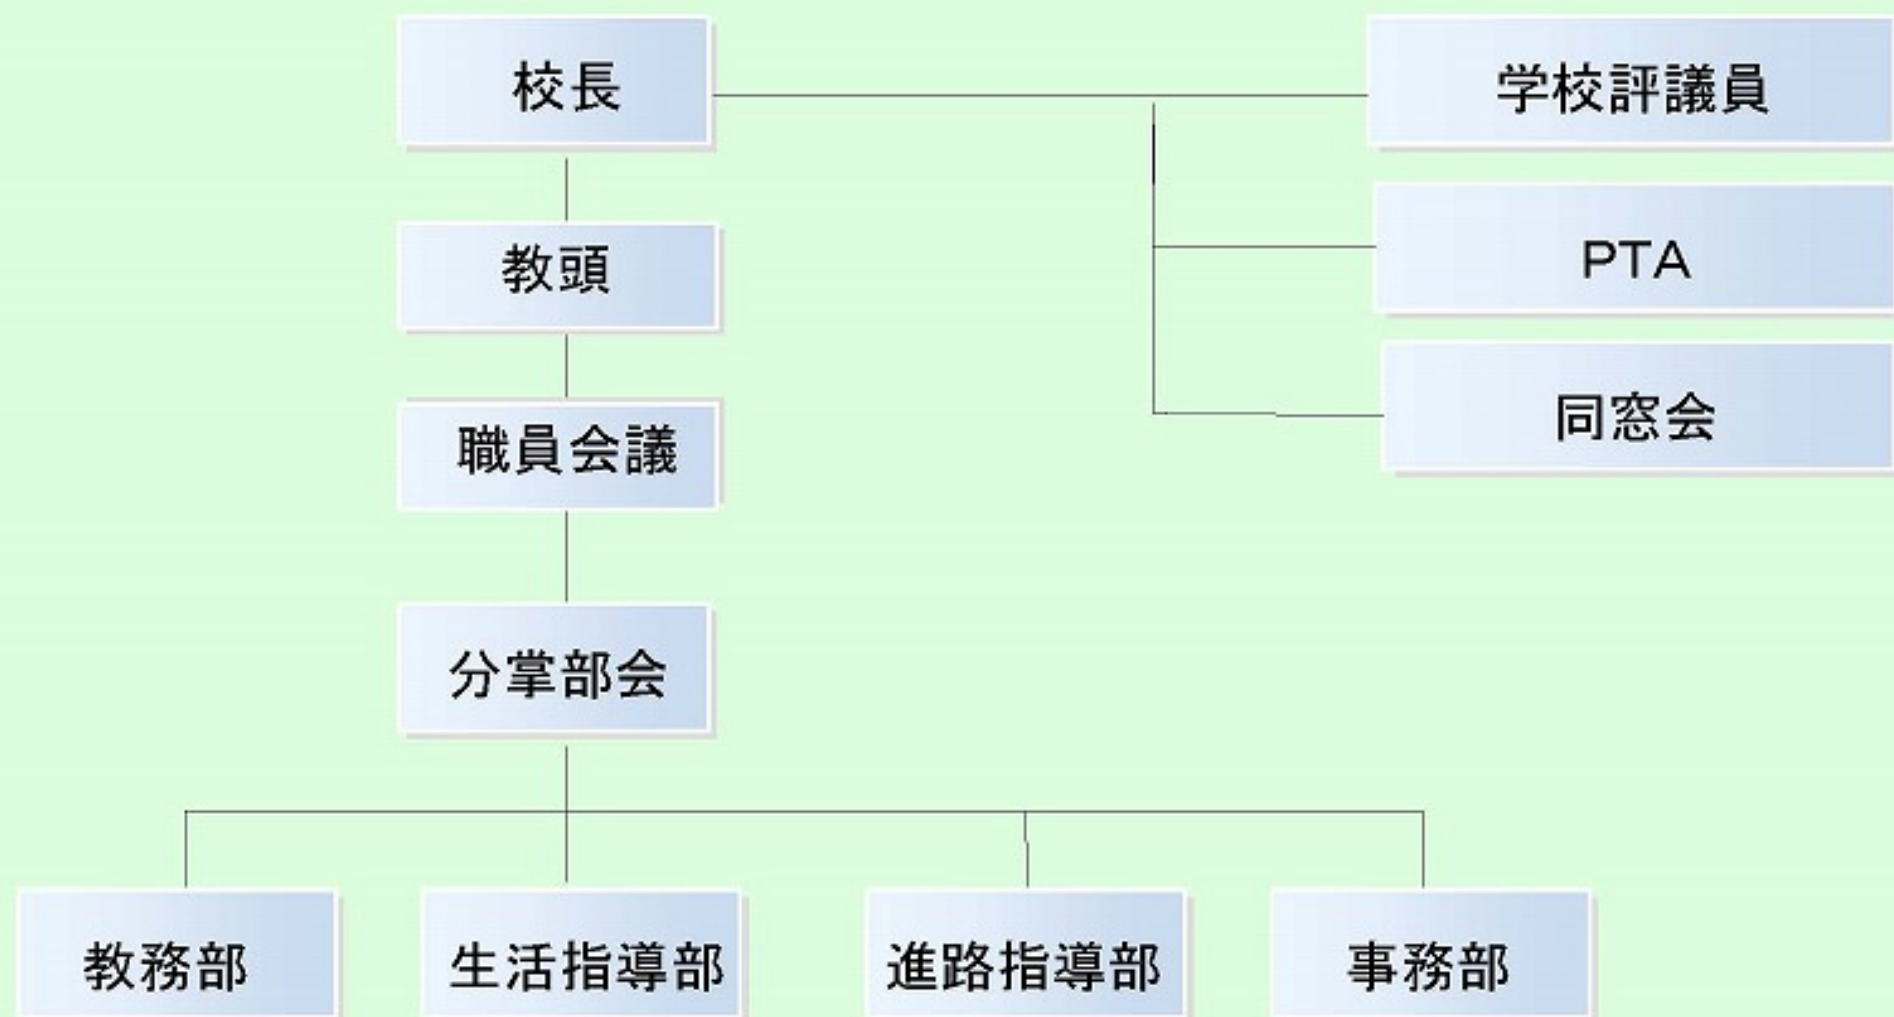 校長
学校評議員
教頭
PTA
職員会議
同窓会
分掌部会
教務部
生活指導部
進路指導部
事務部